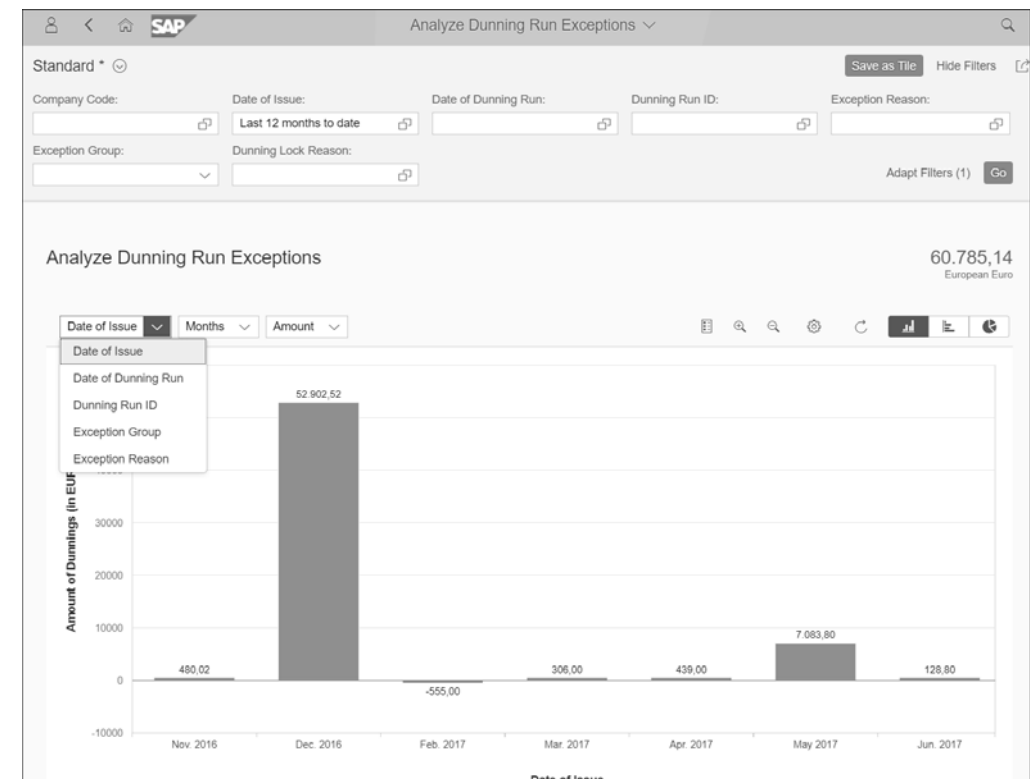 SAP Analyze Dunning Run Exceptions
Standard * Save as Tile Hide Filters
Company Code: Date of Issue: Date of Dunning Run: Dunning Run ID: Exception Reason:
Last 12 months to date
Exception Group: Dunning Lock Reason:
Adapt Filters (1) Go
Analyze Dunning Run Exceptions 60.785,14
European Euro
Date of Issue Months Amount
Date of Issue
Date of Dunning Run
Dunning Run ID
Exception Group
Exception Reason
Amount of Dunnings (in EUR
52.902,52
30000
20000
10000
7.083,80
480,02 306,00 439,00 128,80
0
-555,00
-10000
Nov. 2016 Dec. 2016 Feb. 2017 Mar. 2017 Apr. 2017 May 2017 Jun. 2017
Date of Issue